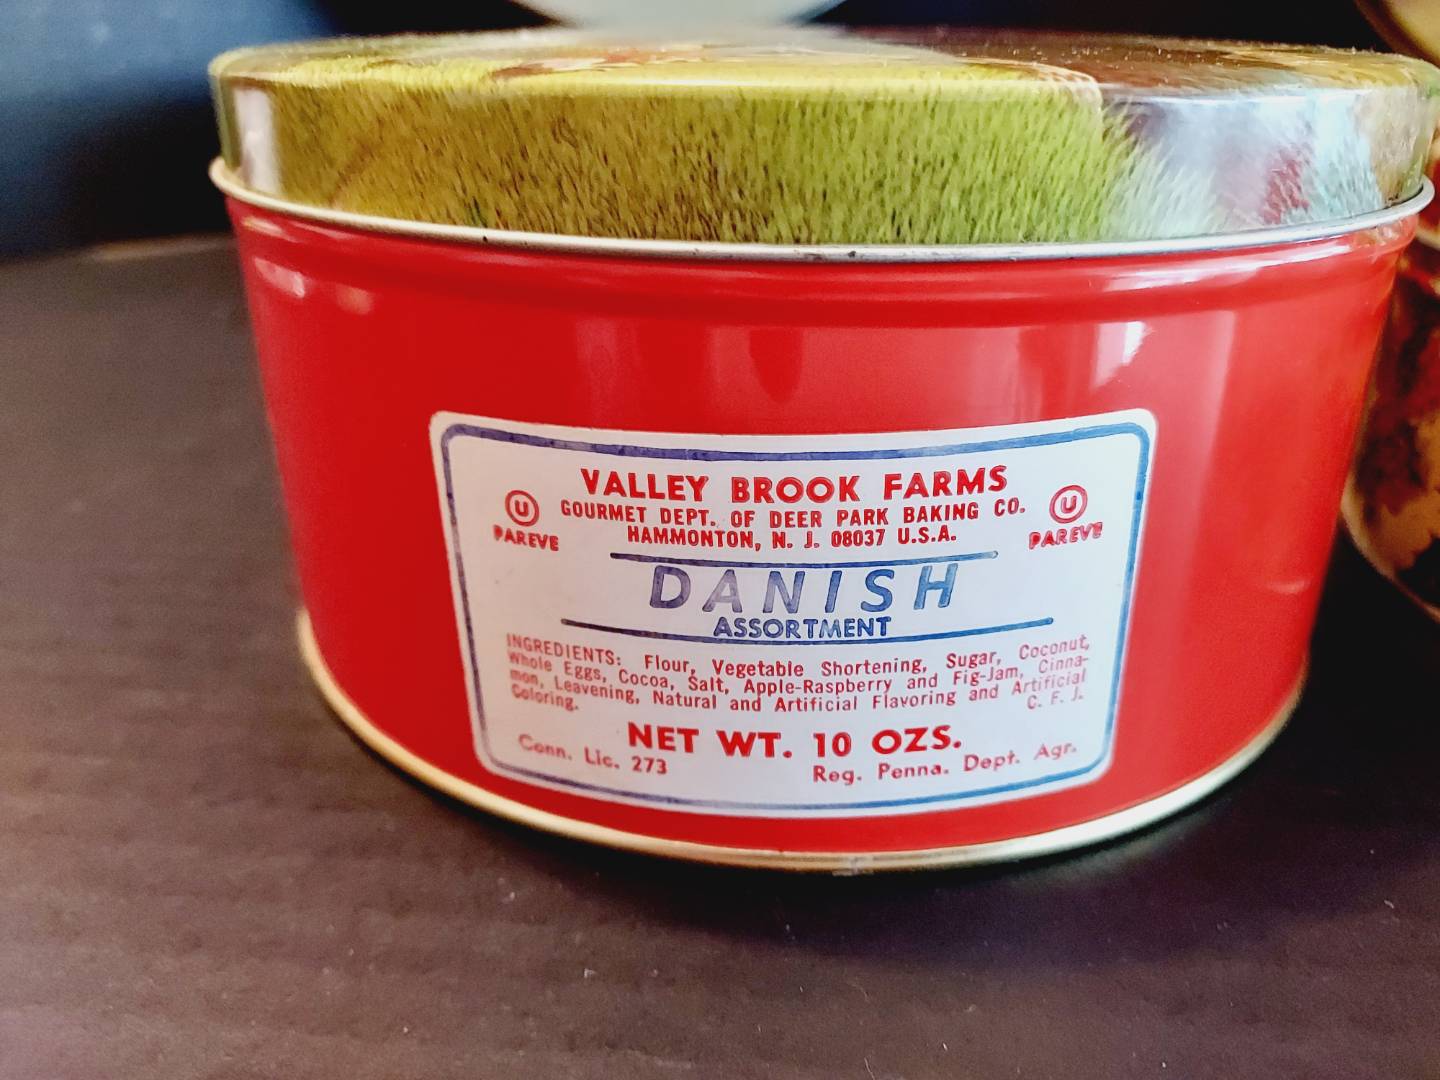 VALLEY BROOK FARMS
U PAREVE
GOURMET DEPT. OF DEER PARK BAKING CO.
HAMMONTON, N. J. 08037 U.S.A.
U PAREVE
DANISH
ASSORTMENT
INGREDIENTS: Flour, Vegetable Shortening, Sugar, Coconut,
Whole Eggs, Cocoa, Salt, Apple-Raspberry and Fig-Jam, Cinna-
mon, Leavening, Natural and Artificial Flavoring and Artificial
Coloring. C. F. J.
NET WT. 10 OZS.
Conn. Lic. 273 Reg. Penna. Dept. Agr.